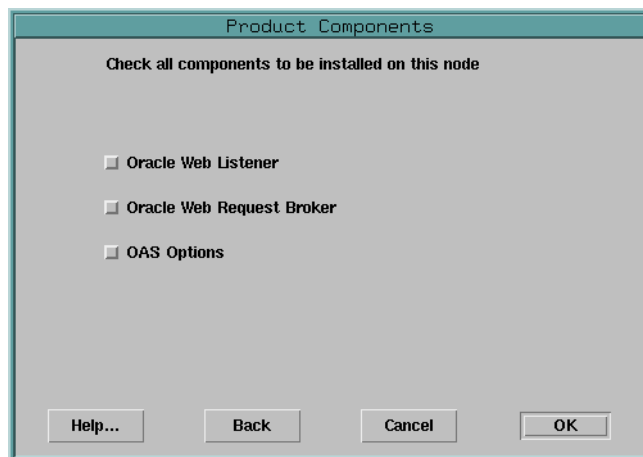 Product Components
Check all components to be installed on this node
Oracle Web Listener
Oracle Web Request Broker
OAS Options
Help... Back Cancel OK